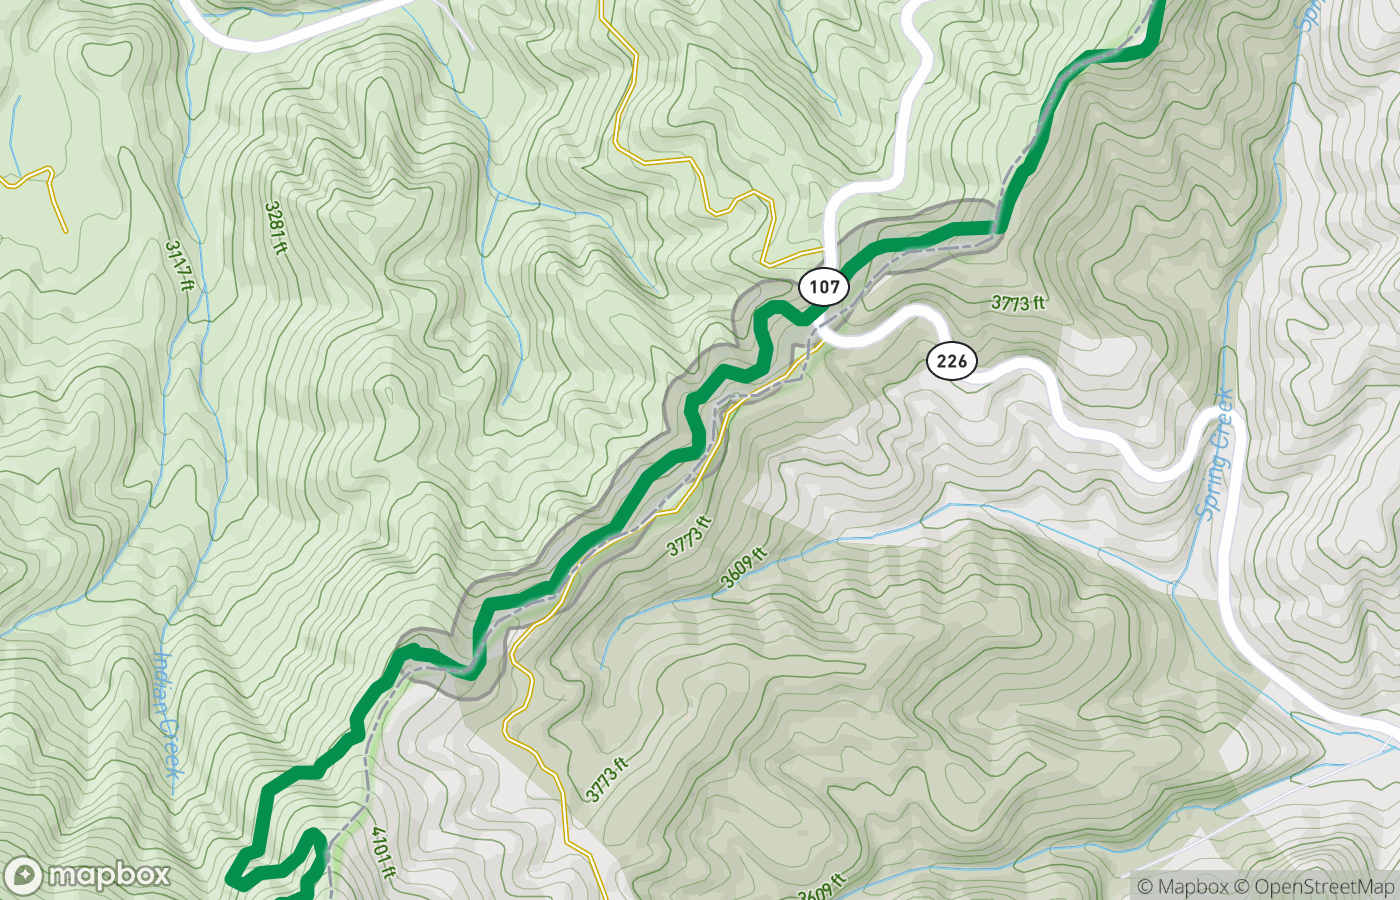 Spri
3281 ft
3117 ft
107
3773 ft
226
Spring Creek
3773 ft
3609 ft
Indian Creek
3773 ft
4101 ft
3609 ft
mapbox
© Mapbox © OpenStreetMap